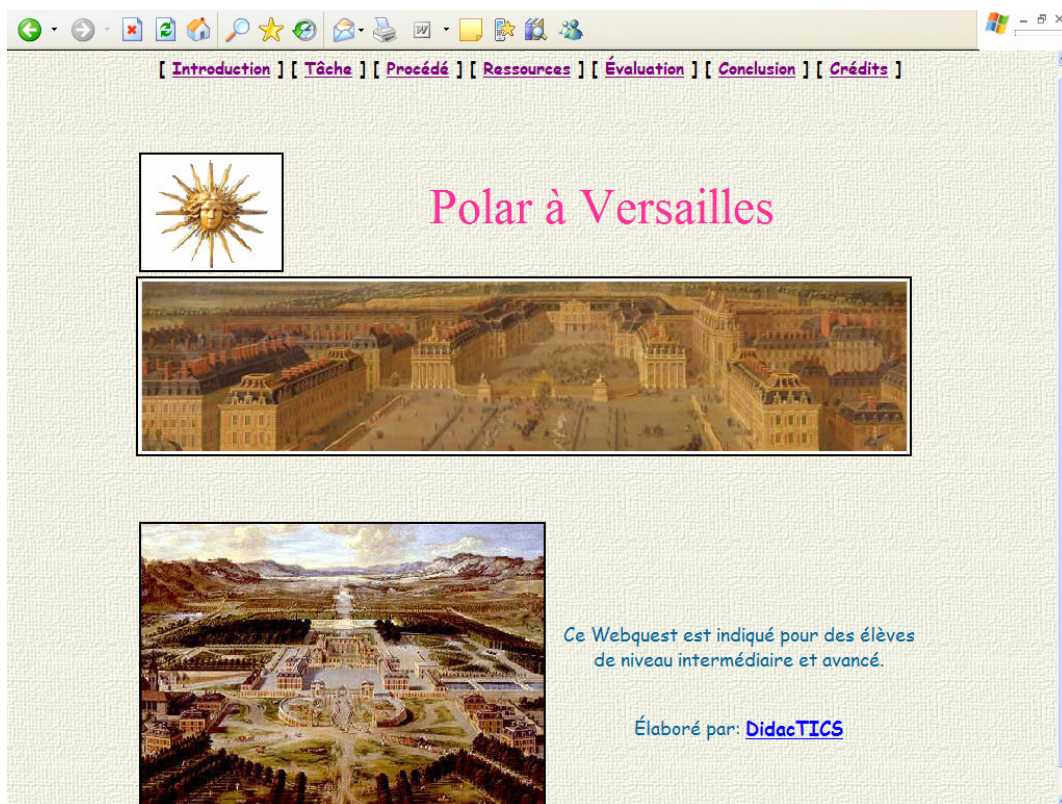 [ Introduction ] [ Tâche ] [ Procédé ] [ Ressources ] [ Évaluation ] [ Conclusion ] [ Crédits ]
Polar à Versailles
Ce Webquest est indiqué pour des élèves
de niveau intermédiaire et avancé.
Élaboré par: DidacTICS